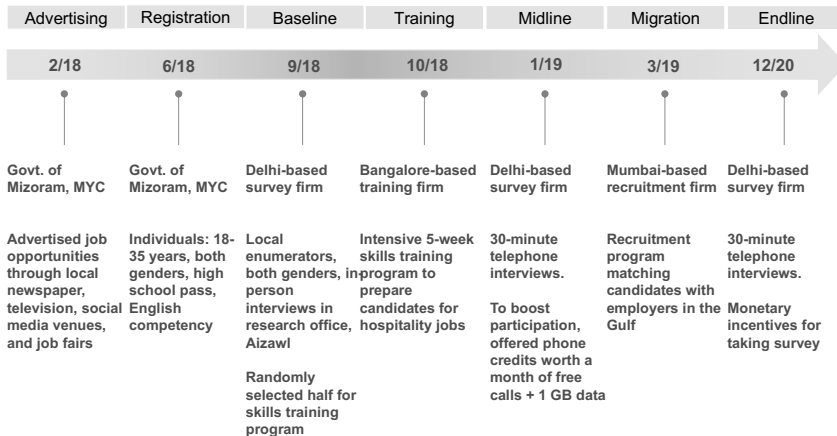 Advertising
Registration
Baseline
Training
Midline
Migration
Endline
2/18
6/18
9/18
10/18
1/19
3/19
12/20
Govt. of
Mizoram, MYC
Advertised job
opportunities
through local
newspaper,
television, social
media venues,
and job fairs
Govt. of
Mizoram, MYC
Individuals: 18-
35 years, both
genders, high
school pass,
English
competency
Delhi-based
survey firm
Local
enumerators,
both genders, in-
person
interviews in
research office,
Aizawl
Randomly
selected half for
skills training
program
Bangalore-based
training firm
Intensive 5-week
skills training
program to
prepare
candidates for
hospitality jobs
Delhi-based
survey firm
30-minute
telephone
interviews.
To boost
participation,
offered phone
credits worth a
month of free
calls + 1 GB data
Mumbai-based
recruitment firm
Recruitment
program
matching
candidates with
employers in the
Gulf
Delhi-based
survey firm
30-minute
telephone
interviews.
Monetary
incentives for
taking survey